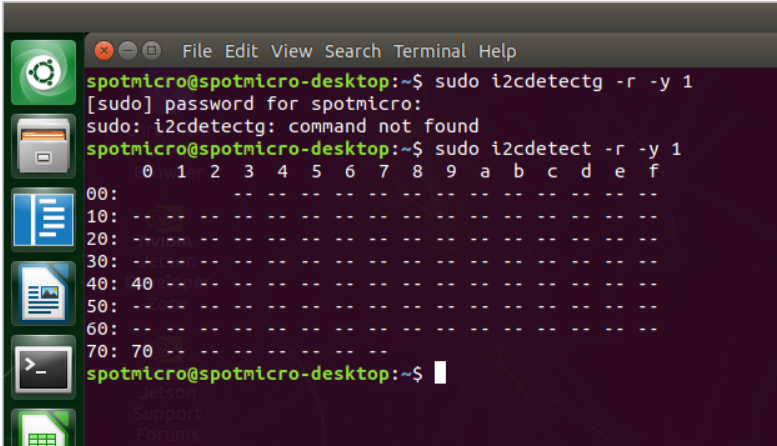 File Edit View Search Terminal Help
spotmicro@spotmicro-desktop:~$ sudo i2cdetectg -r -y 1
[sudo] password for spotmicro:
sudo: i2cdetectg: command not found
spotmicro@spotmicro-desktop:~$ sudo i2cdetect -r -y 1
0 1 2 3 4 5 6 7 8 9 a b c d e f
00: -- -- -- -- -- -- -- -- -- -- -- -- --
10: -- -- -- -- -- -- -- -- -- -- -- -- -- -- -- --
20: -- -- -- -- -- -- -- -- -- -- -- -- -- -- -- --
30: -- -- -- -- -- -- -- -- -- -- -- -- -- -- -- --
40: 40 -- -- -- -- -- -- -- -- -- -- -- -- -- -- --
50: -- -- -- -- -- -- -- -- -- -- -- -- -- -- -- --
60: -- -- -- -- -- -- -- -- -- -- -- -- -- -- -- --
70: 70 -- -- -- -- -- -- --
spotmicro@spotmicro-desktop:~$
Jetson
Support
Forums